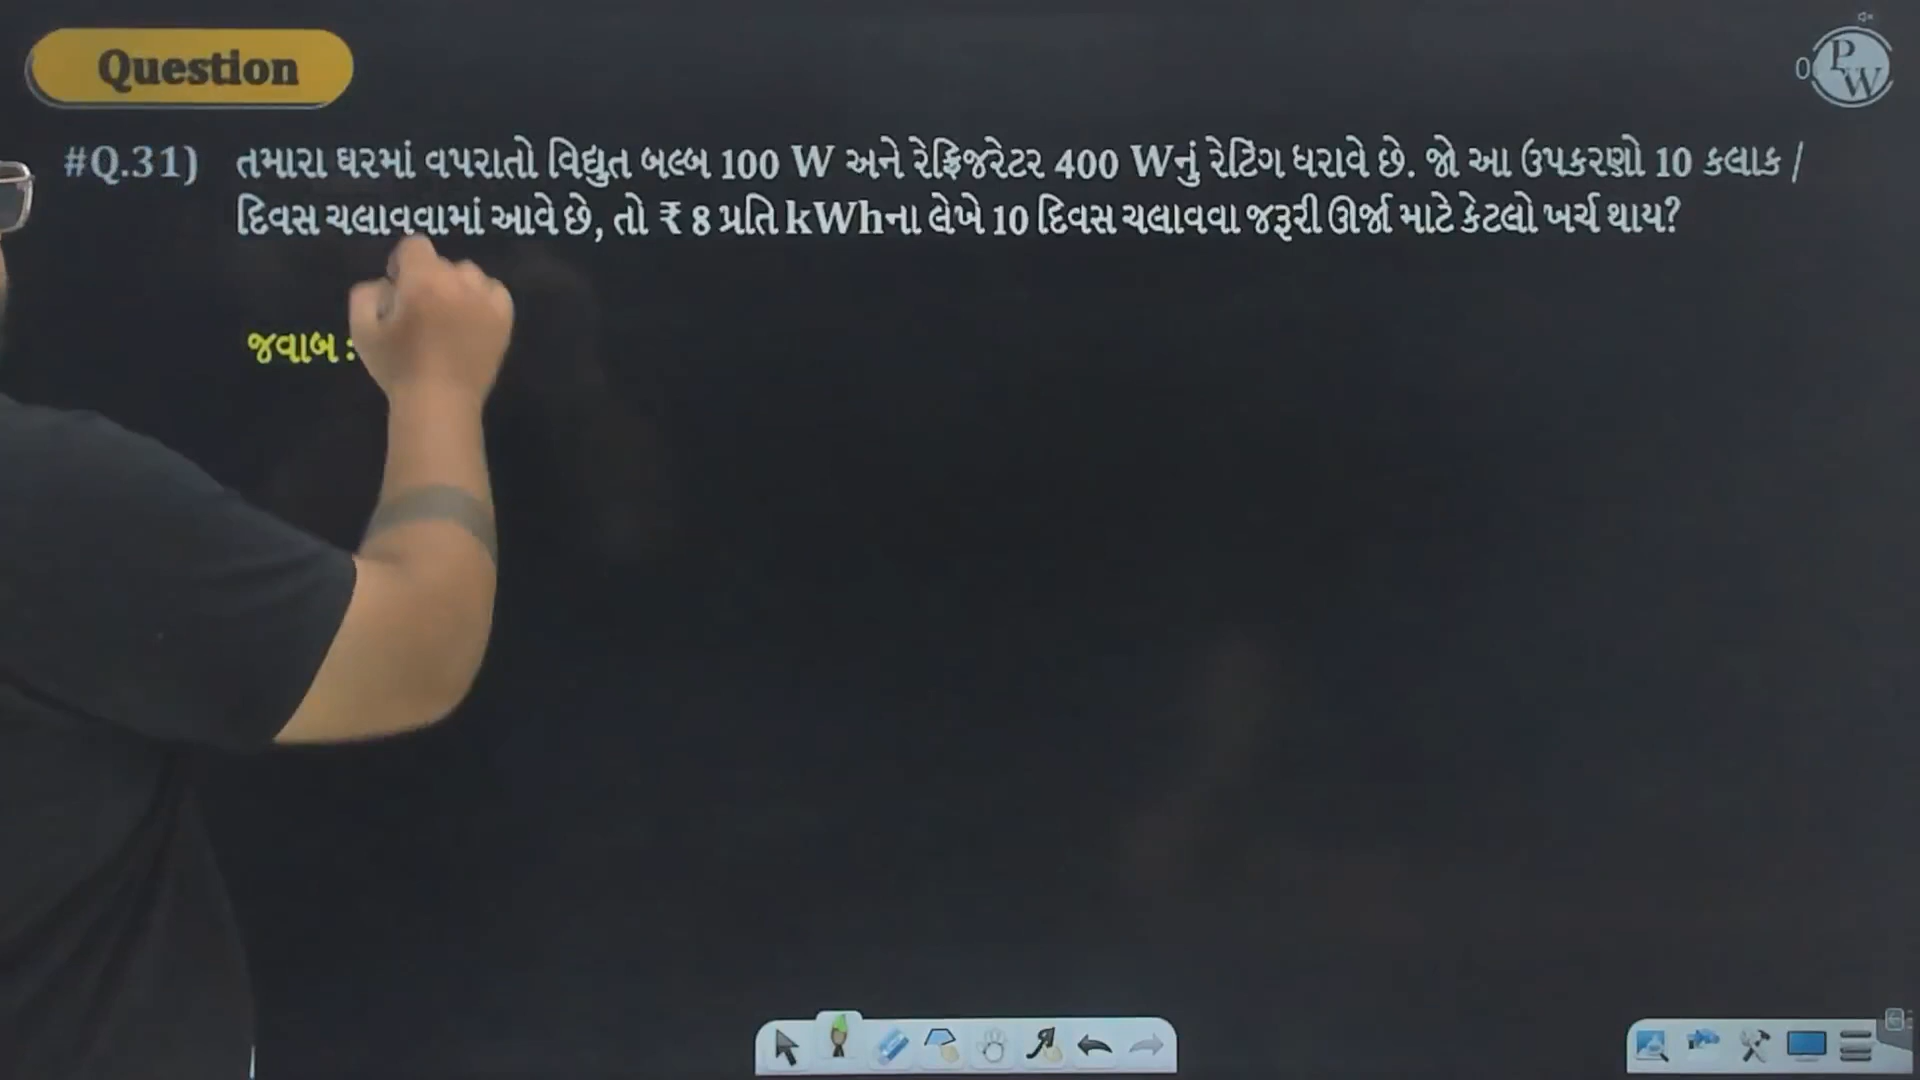 Question
PW
#Q.31) તમારા ઘરમાં વપરાતો વિદ્યુત બલ્બ 100 W અને રેફ્રિજરેટર 400 Wનું રેટિંગ ધરાવે છે. જો આ ઉપકરણો 10 કલાક /
દિવસ ચલાવવામાં આવે છે, તો ₹ 8 પ્રતિ kWhના લેખે 10 દિવસ ચલાવવા જરૂરી ઊર્જા માટે કેટલો ખર્ચ થાય?
જવાબ :